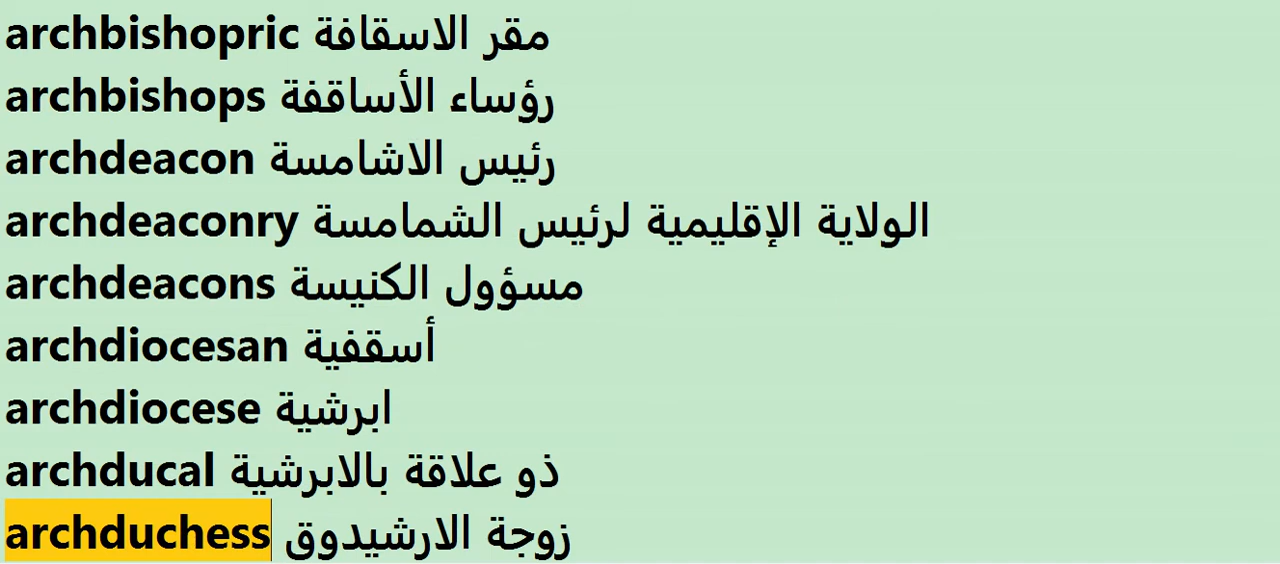 archbishopric مقر الاسقافة
archbishops رؤساء الأساقفة
archdeacon رئيس الاشامسة
archdeaconry الولاية الإقليمية لرئيس الشمامسة
archdeacons مسؤول الكنيسة
archdiocesan أسقفية
archdiocese ابرشية
archducal ذو علاقة بالابرشية
archduchess زوجة الارشيدوق